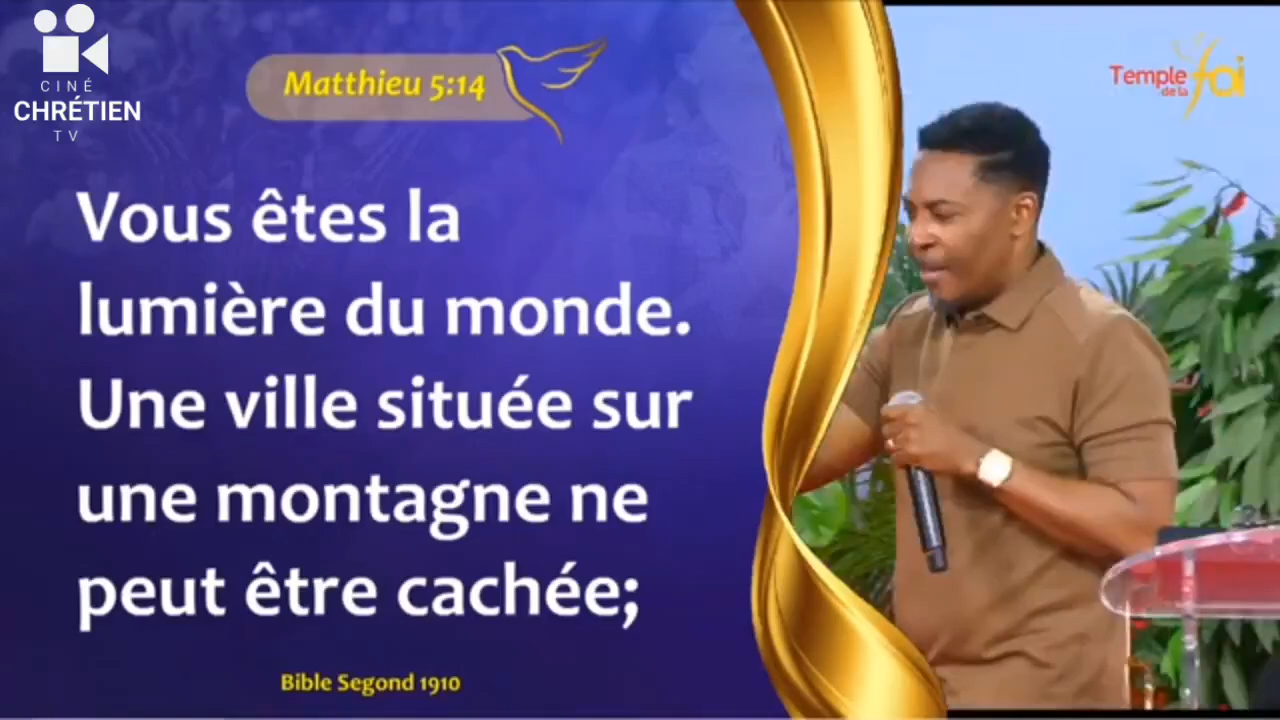 CINÉ
CHRÉTIEN
TV
Matthieu 5:14
Vous êtes la
lumière du monde.
Une ville située sur
une montagne ne
peut être cachée;
Bible Segond 1910
Temple
de la
foi